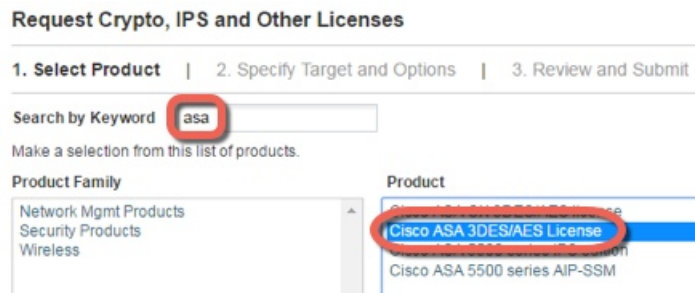 Request Crypto, IPS and Other Licenses
1. Select Product | 2. Specify Target and Options | 3. Review and Submit
Search by Keyword asa
Make a selection from this list of products.
Product Family Product
Network Mgmt Products
Security Products
Wireless
Cisco ASA 3DES/AES License
Cisco ASA 5500 series AIP-SSM